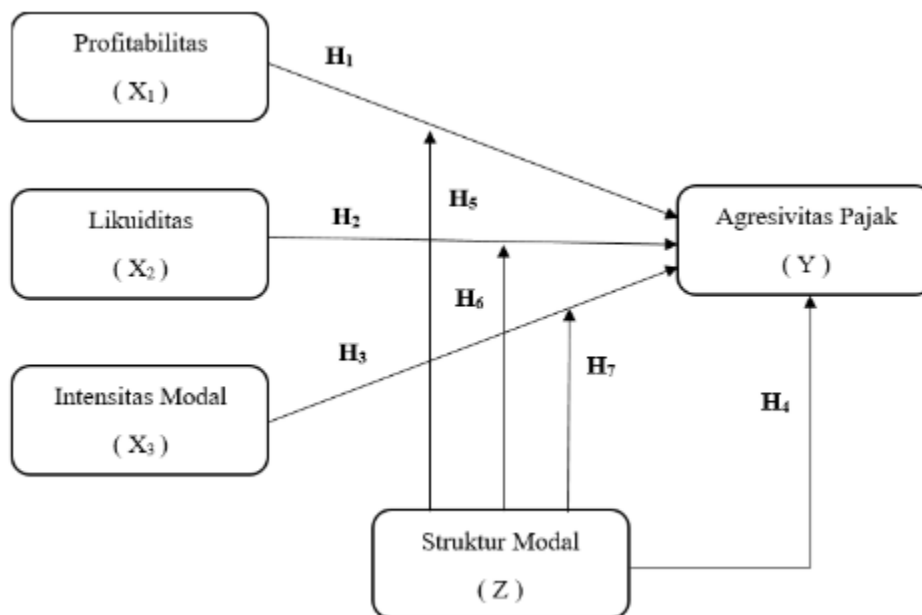 Profitabilitas
( X₁ )
H₁
Likuiditas
( X₂ )
H₂
H₅
Agresivitas Pajak
( Y )
H₆
Intensitas Modal
( X₃ )
H₃
H₇
H₄
Struktur Modal
( Z )